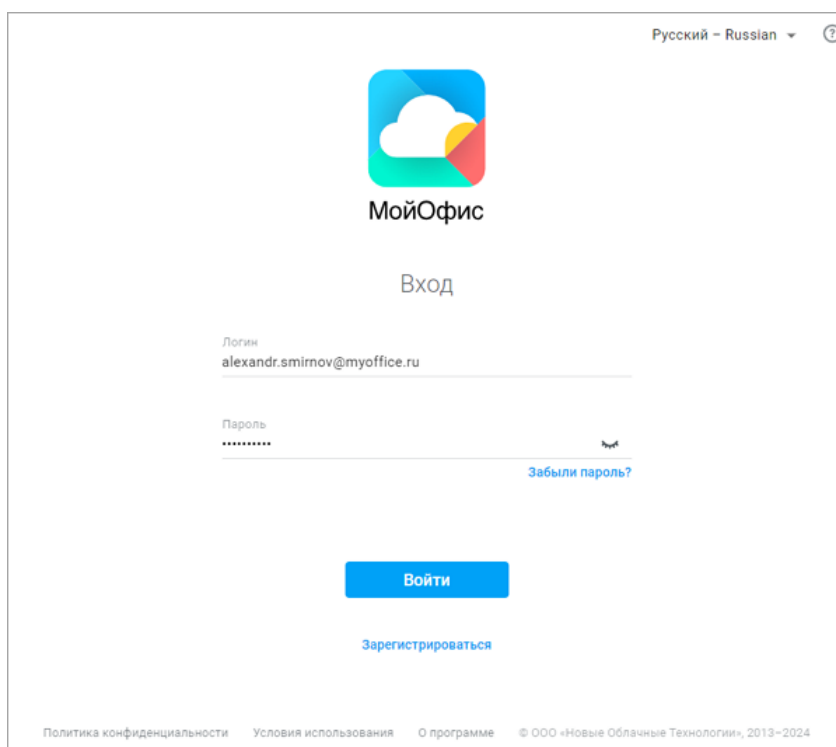 Русский – Russian
МойОфис
Вход
Логин
alexandr.smirnov@myoffice.ru
Пароль
••••••••••
Забыли пароль?
Войти
Зарегистрироваться
Политика конфиденциальности Условия использования О программе © ООО «Новые Облачные Технологии», 2013–2024